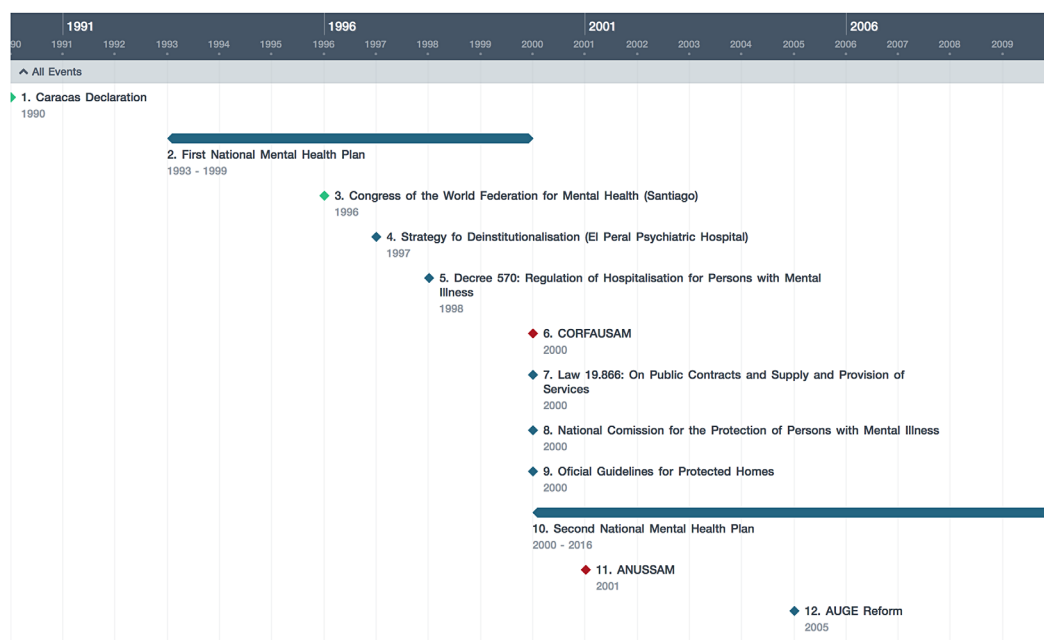 1991 1996 2001 2006
90 1991 1992 1993 1994 1995 1996 1997 1998 1999 2000 2001 2002 2003 2004 2005 2006 2007 2008 2009
All Events
1. Caracas Declaration
1990
2. First National Mental Health Plan
1993 - 1999
3. Congress of the World Federation for Mental Health (Santiago)
1996
4. Strategy fo Deinstitutionalisation (El Peral Psychiatric Hospital)
1997
5. Decree 570: Regulation of Hospitalisation for Persons with Mental
Illness
1998
6. CORFAUSAM
2000
7. Law 19.866: On Public Contracts and Supply and Provision of
Services
2000
8. National Comission for the Protection of Persons with Mental Illness
2000
9. Oficial Guidelines for Protected Homes
2000
10. Second National Mental Health Plan
2000 - 2016
11. ANUSSAM
2001
12. AUGE Reform
2005